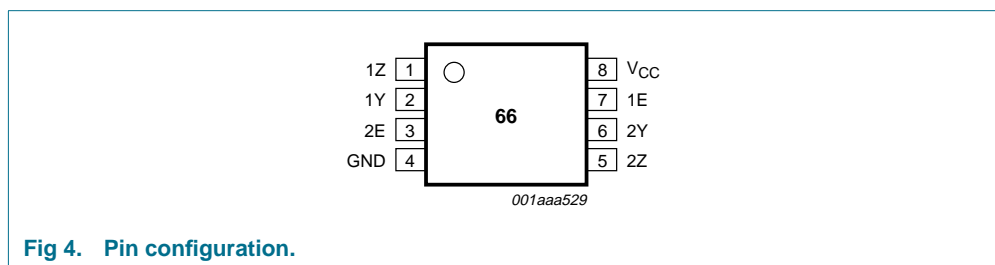 1Z 1 8 VCC
1Y 2 7 1E
66
2E 3 6 2Y
GND 4 5 2Z
001aaa529
Fig 4. Pin configuration.